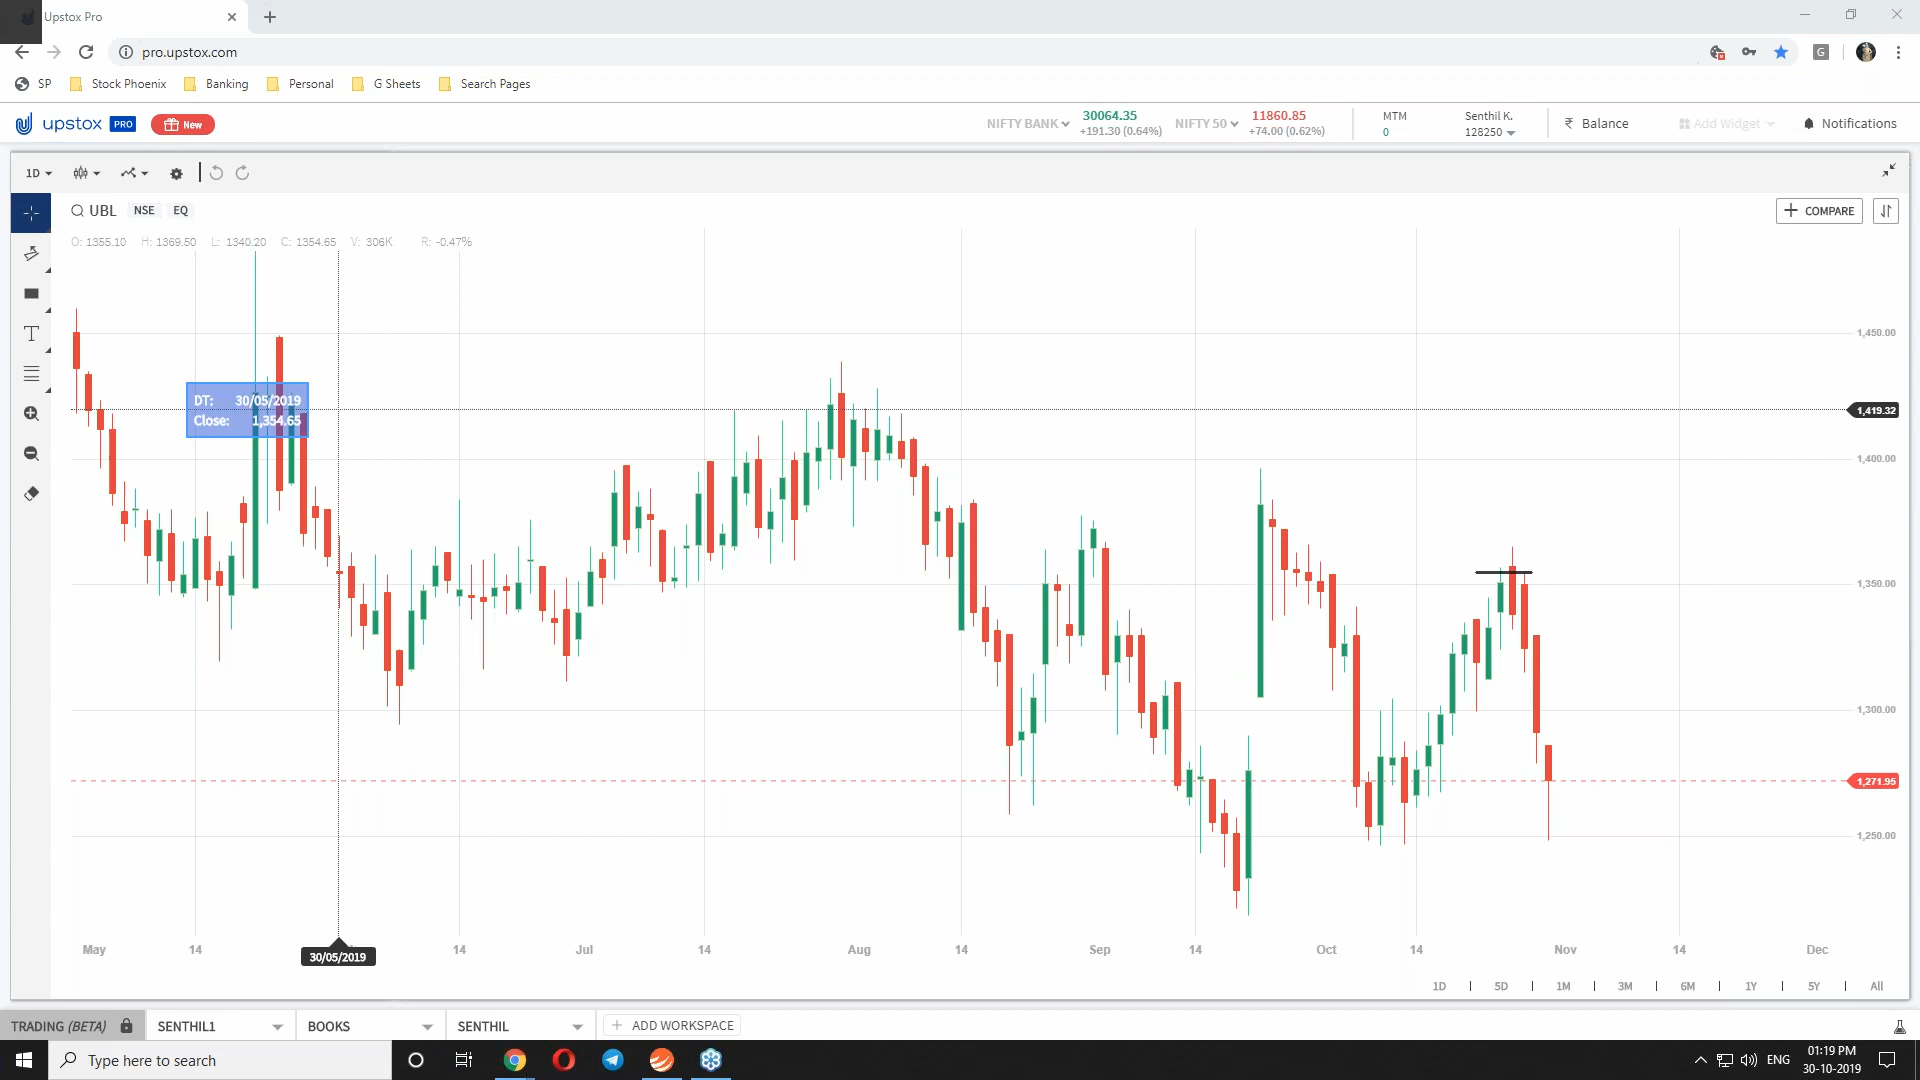 Upstox Pro
pro.upstox.com
SP Stock Phoenix Banking Personal G Sheets Search Pages
upstox PRO New
NIFTY BANK 30064.35 +191.30 (0.64%) NIFTY 50 11860.85 +74.00 (0.62%) MTM 0 Senthil K. 128250 ₹ Balance Add Widget Notifications
1D
UBL NSE EQ COMPARE
O: 1355.10 H: 1369.50 L: 1340.20 C: 1354.65 V: 306K R: -0.47%
1,450.00
DT: 30/05/2019
Close: 1,354.65
1,419.32
1,400.00
1,350.00
1,300.00
1,271.95
1,250.00
May 14 14 Jul 14 Aug 14 Sep 14 Oct 14 Nov 14 Dec
30/05/2019
1D 5D 1M 3M 6M 1Y 5Y All
TRADING (BETA) SENTHIL1 BOOKS SENTHIL ADD WORKSPACE
Type here to search
ENG 01:19 PM
30-10-2019